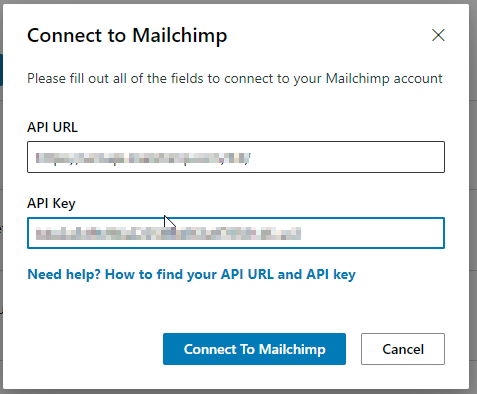 Connect to Mailchimp
Please fill out all of the fields to connect to your Mailchimp account
API URL
API Key
Need help? How to find your API URL and API key
Connect To Mailchimp
Cancel